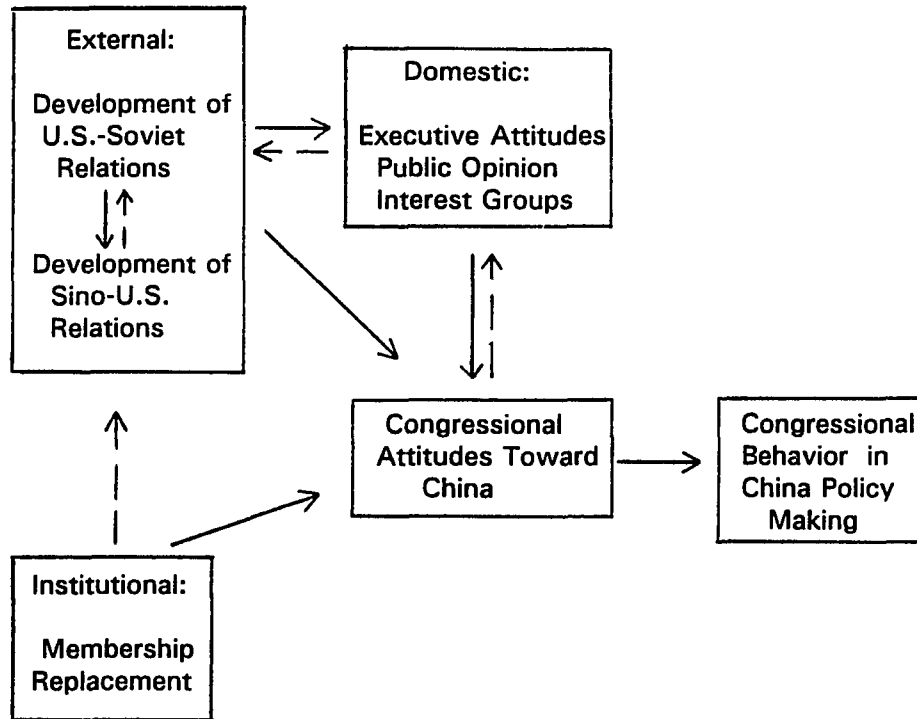 External:
Development of
U.S.-Soviet
Relations
Development of
Sino-U.S.
Relations
Domestic:
Executive Attitudes
Public Opinion
Interest Groups
Congressional
Attitudes Toward
China
Congressional
Behavior in
China Policy
Making
Institutional:
Membership
Replacement